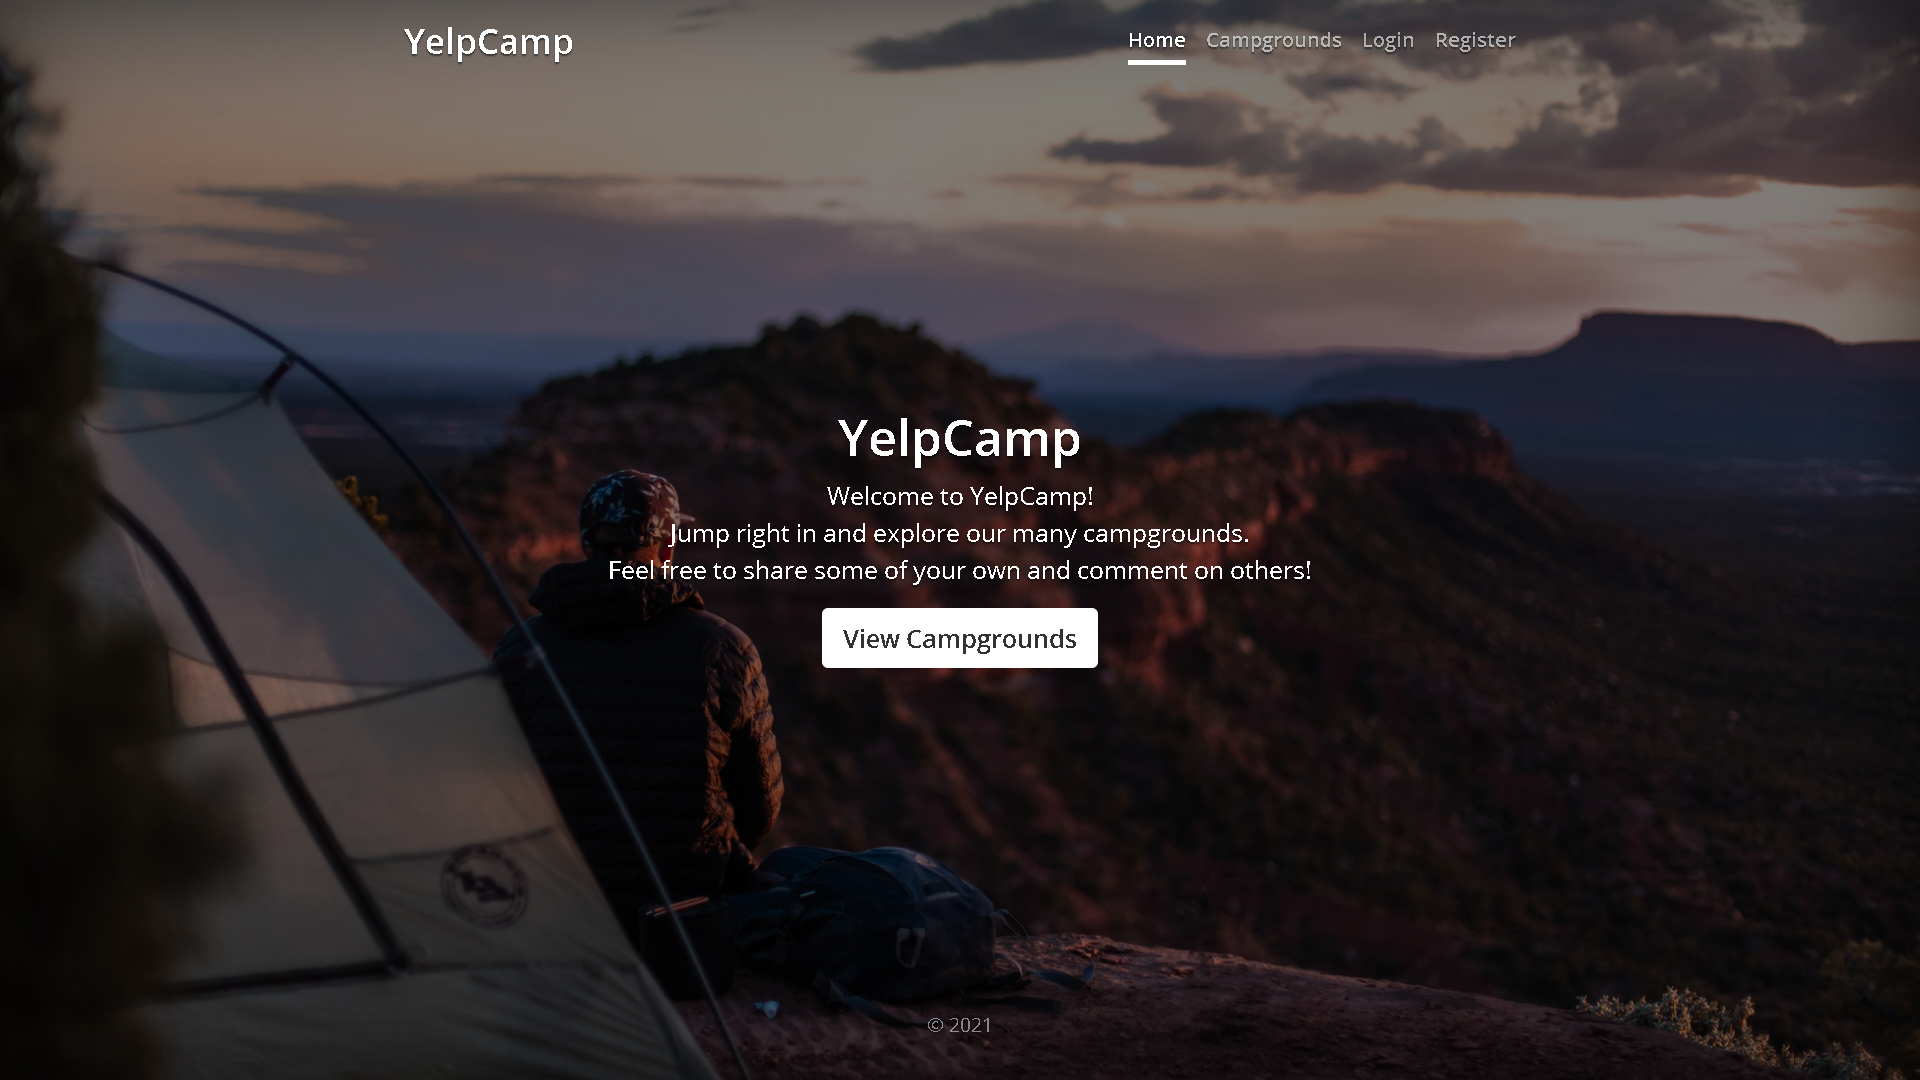 YelpCamp
Home Campgrounds Login Register
YelpCamp
Welcome to YelpCamp!
Jump right in and explore our many campgrounds.
Feel free to share some of your own and comment on others!
View Campgrounds
© 2021